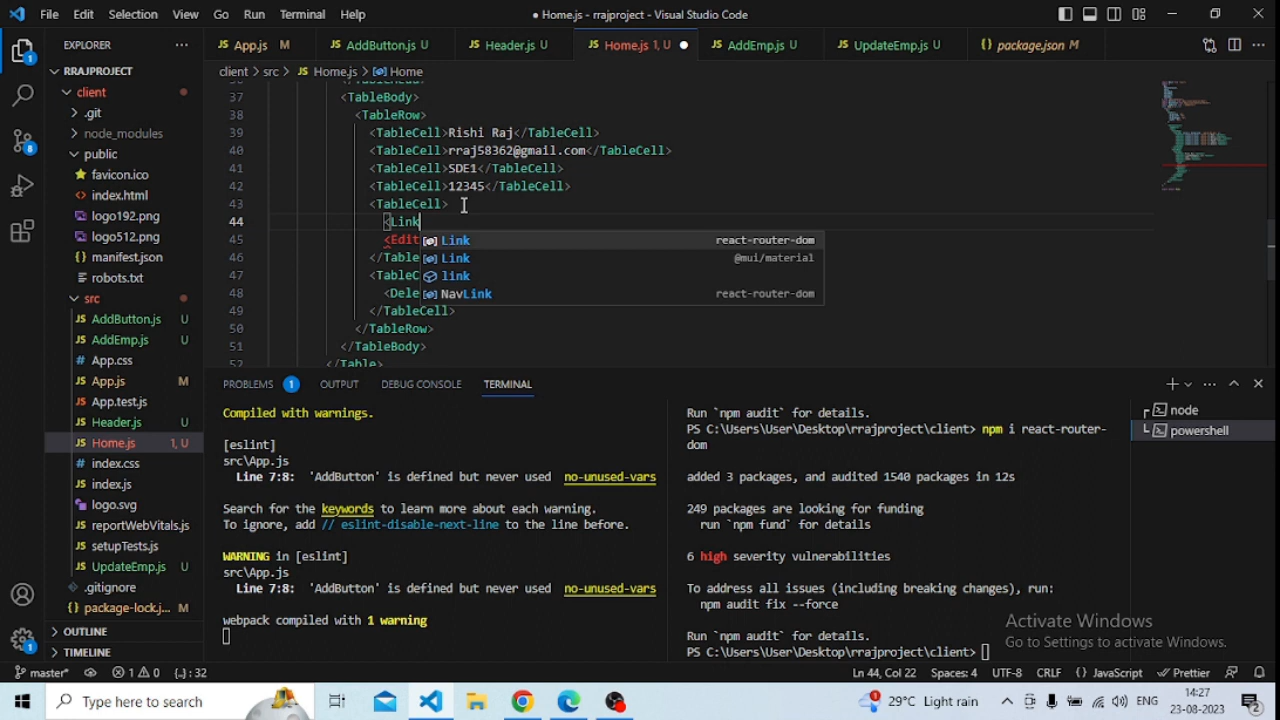 File Edit Selection View Go Run Terminal Help
● Home.js - rrajproject - Visual Studio Code
EXPLORER
RRAJPROJECT
client
.git
node_modules
public
favicon.ico
index.html
logo192.png
logo512.png
manifest.json
robots.txt
src
AddButton.js U
AddEmp.js U
App.css
App.js M
App.test.js
Header.js U
Home.js 1, U
index.css
index.js
logo.svg
reportWebVitals.js
setupTests.js
UpdateEmp.js U
.gitignore
package-lock.j... M
OUTLINE
TIMELINE
App.js M AddButton.js U Header.js U Home.js 1, U ● AddEmp.js U UpdateEmp.js U package.json M
client > src > Home.js > Home
37 <TableBody>
38 <TableRow>
39 <TableCell>Rishi Raj</TableCell>
40 <TableCell>rraj58362@gmail.com</TableCell>
41 <TableCell>SDE1</TableCell>
42 <TableCell>12345</TableCell>
43 <TableCell>
44 <Link
45 <Edit
46 </Table
47 <TableC
48 <Dele
49 </TableCell>
50 </TableRow>
51 </TableBody>
52 </Table>
Link react-router-dom
Link @mui/material
link
NavLink react-router-dom
PROBLEMS 1 OUTPUT DEBUG CONSOLE TERMINAL
Compiled with warnings.
[eslint]
src\App.js
Line 7:8: 'AddButton' is defined but never used no-unused-vars
Search for the keywords to learn more about each warning.
To ignore, add // eslint-disable-next-line to the line before.
WARNING in [eslint]
src\App.js
Line 7:8: 'AddButton' is defined but never used no-unused-vars
webpack compiled with 1 warning
Run `npm audit` for details.
PS C:\Users\User\Desktop\rrajproject\client> npm i react-router-
dom
added 3 packages, and audited 1540 packages in 12s
249 packages are looking for funding
run `npm fund` for details
6 high severity vulnerabilities
To address all issues (including breaking changes), run:
npm audit fix --force
Run `npm audit` for details.
PS C:\Users\User\Desktop\rrajproject\client>
node
powershell
Activate Windows
Go to Settings to activate Windows.
master* 1 0 {..}: 32
Ln 44, Col 22 Spaces: 4 UTF-8 CRLF {} JavaScript Prettier
Type here to search
29°C Light rain ENG 14:27
23-08-2023 2